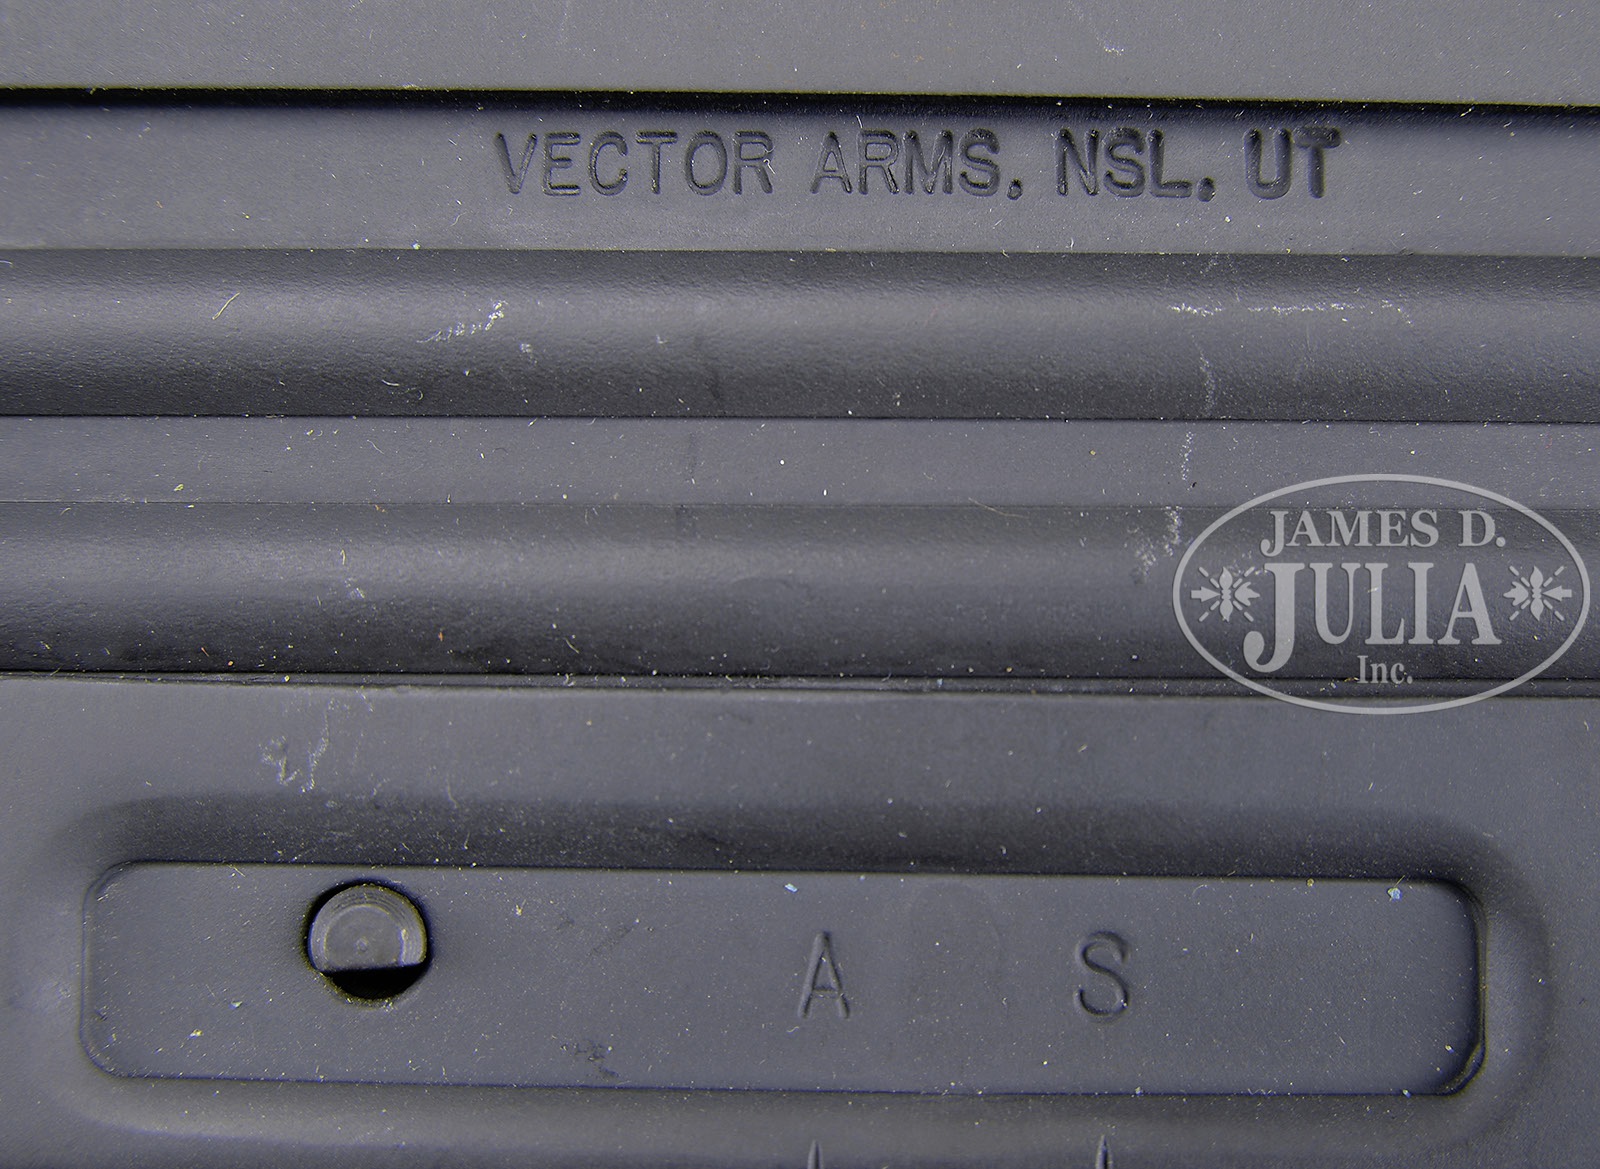 VECTOR ARMS, NSL, UT
JAMES D.
JULIA
Inc.
A S